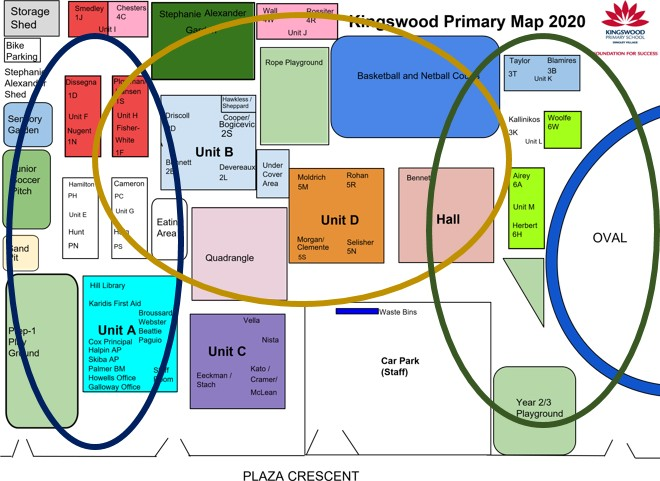 Kingswood Primary Map 2020
KINGSWOOD
PRIMARY SCHOOL
FOUNDATION FOR SUCCESS
Storage
Shed
Smedley
1J
Chesters
4C
Unit I
Stephanie Alexander
Wall
4W
Rossiter
4R
Unit J
Bike
Parking
Stephanie
Alexander
Shed
Dissegna
1D
Unit F
Nugent
1N
1S
Unit H
Fisher-
White
1F
Rope Playground
Basketball and Netball Courts
Taylor
3T
Blamires
3B
Unit K
Sensory
Garden
Driscoll
Hawkless /
Sheppard
Cooper/
Bogicevic
2S
Unit B
Bennett
Devereaux
2L
Under
Cover
Area
Kallinikos
3K
Unit L
Woolfe
6W
Junior
Soccer
Pitch
Hamilton
PH
Unit E
Hunt
PN
Cameron
PC
Unit G
PS
Eating
Area
Moldrich
5M
Rohan
5R
Unit D
Morgan/
Clemente
5S
Selisher
5N
Bennett
Hall
Airey
6A
Unit M
Herbert
6H
OVAL
Sand
Pit
Quadrangle
Prep-1
Play
Ground
Hill Library
Karidis First Aid
Broussard
Webster
Beattie
Paguio
Unit A
Cox Principal
Halpin AP
Skiba AP
Palmer BM
Howells Office
Galloway Office
Staff
Room
Vella
Nista
Unit C
Eeckman /
Stach
Kato /
Cramer/
McLean
Waste Bins
Car Park
(Staff)
Year 2/3
Playground
PLAZA CRESCENT